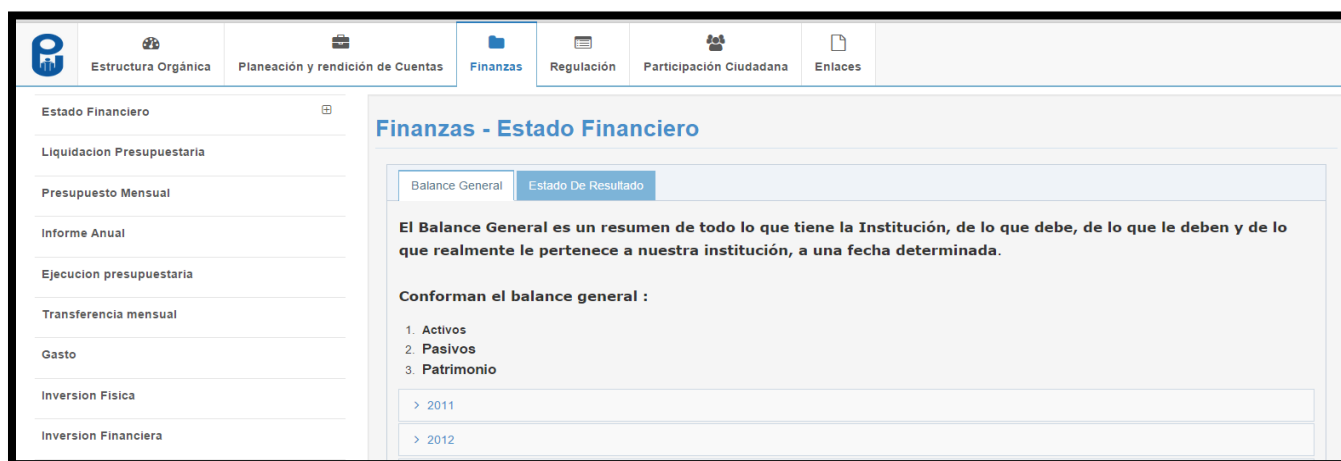 Estructura Orgánica
Planeación y rendición de Cuentas
Finanzas
Regulación
Participación Ciudadana
Enlaces
Estado Financiero
Liquidacion Presupuestaria
Presupuesto Mensual
Informe Anual
Ejecucion presupuestaria
Transferencia mensual
Gasto
Inversion Fisica
Inversion Financiera
Finanzas - Estado Financiero
Balance General
Estado De Resultado
El Balance General es un resumen de todo lo que tiene la Institución, de lo que debe, de lo que le deben y de lo
que realmente le pertenece a nuestra institución, a una fecha determinada.
Conforman el balance general :
1. Activos
2. Pasivos
3. Patrimonio
> 2011
> 2012